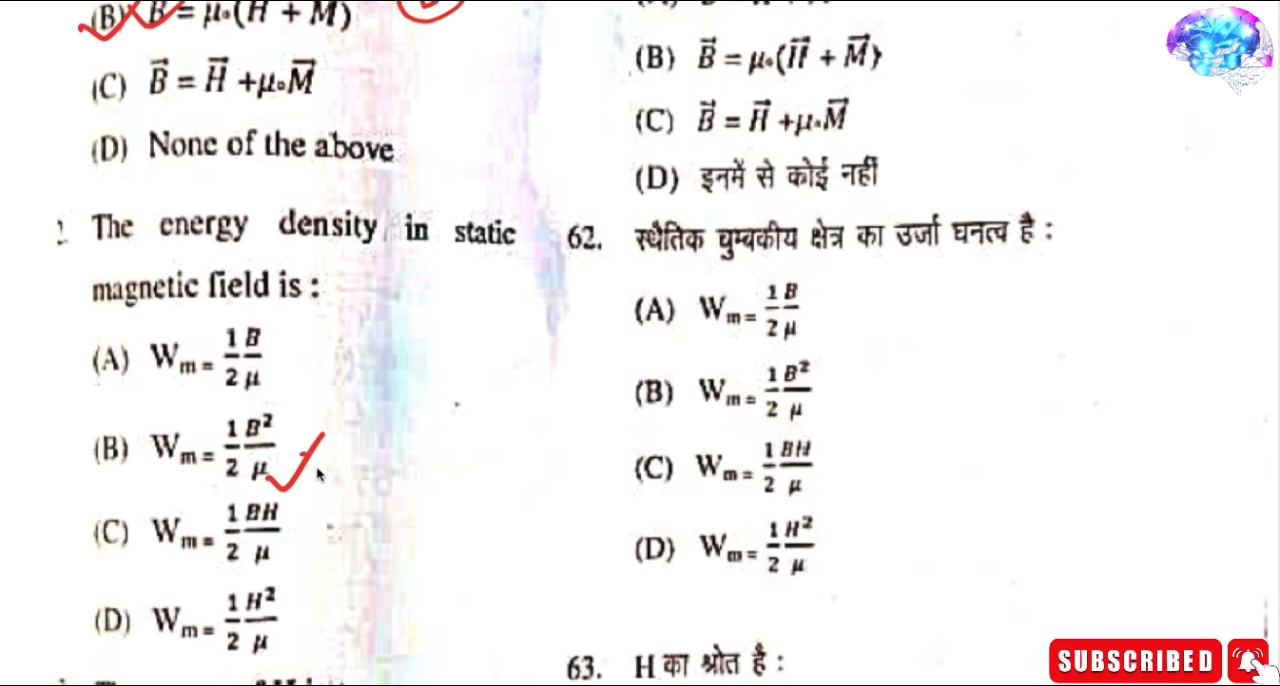 (B) B = μ₀(H + M)
(C) B⃗ = H⃗ +μ₀M⃗
(D) None of the above
The energy density in static
magnetic field is :
(A) Wm = 1/2 B/μ
(B) Wm = 1/2 B²/μ
(C) Wm = 1/2 BH/μ
(D) Wm = 1/2 H²/μ
(B) B⃗ = μ₀(H⃗ + M⃗)
(C) B⃗ = H⃗ +μ₀M⃗
(D) इनमें से कोई नहीं
62. स्थैतिक चुम्बकीय क्षेत्र का उर्जा घनत्व है :
(A) Wm = 1/2 B/μ
(B) Wm = 1/2 B²/μ
(C) Wm = 1/2 BH/μ
(D) Wm = 1/2 H²/μ
63. H का श्रोत है :
SUBSCRIBED